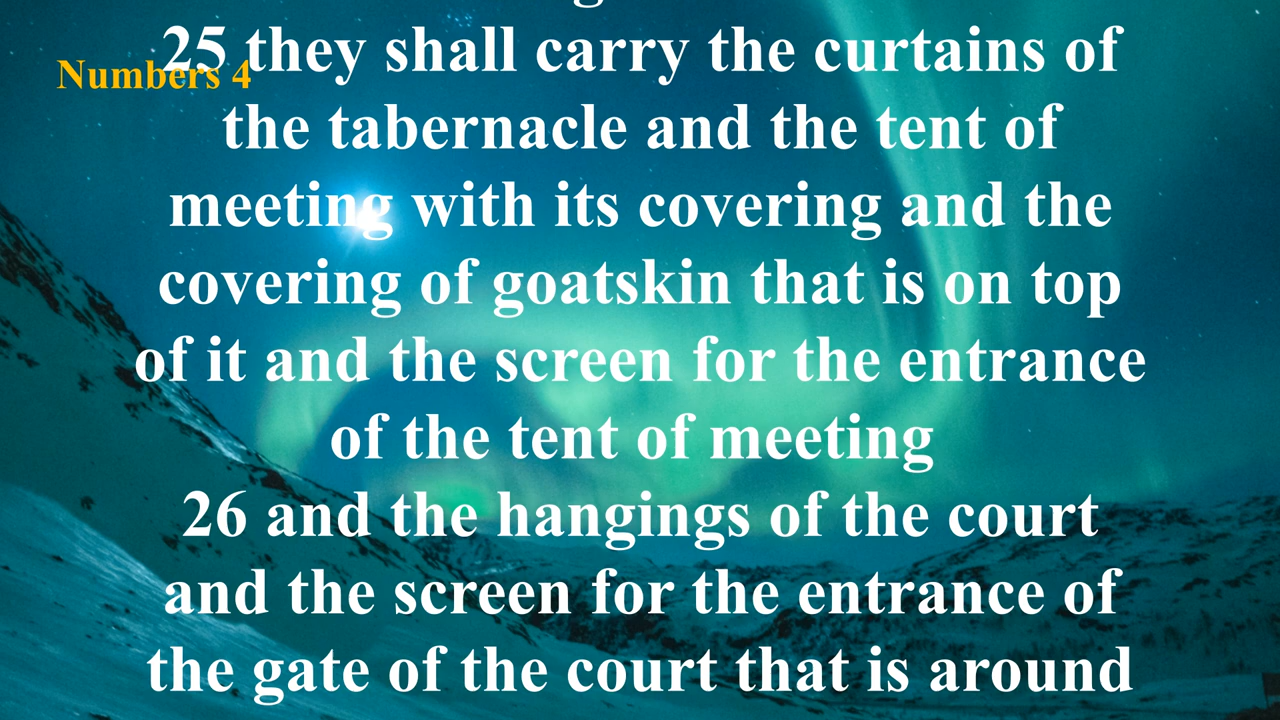 Numbers 4
25 they shall carry the curtains of
the tabernacle and the tent of
meeting with its covering and the
covering of goatskin that is on top
of it and the screen for the entrance
of the tent of meeting
26 and the hangings of the court
and the screen for the entrance of
the gate of the court that is around